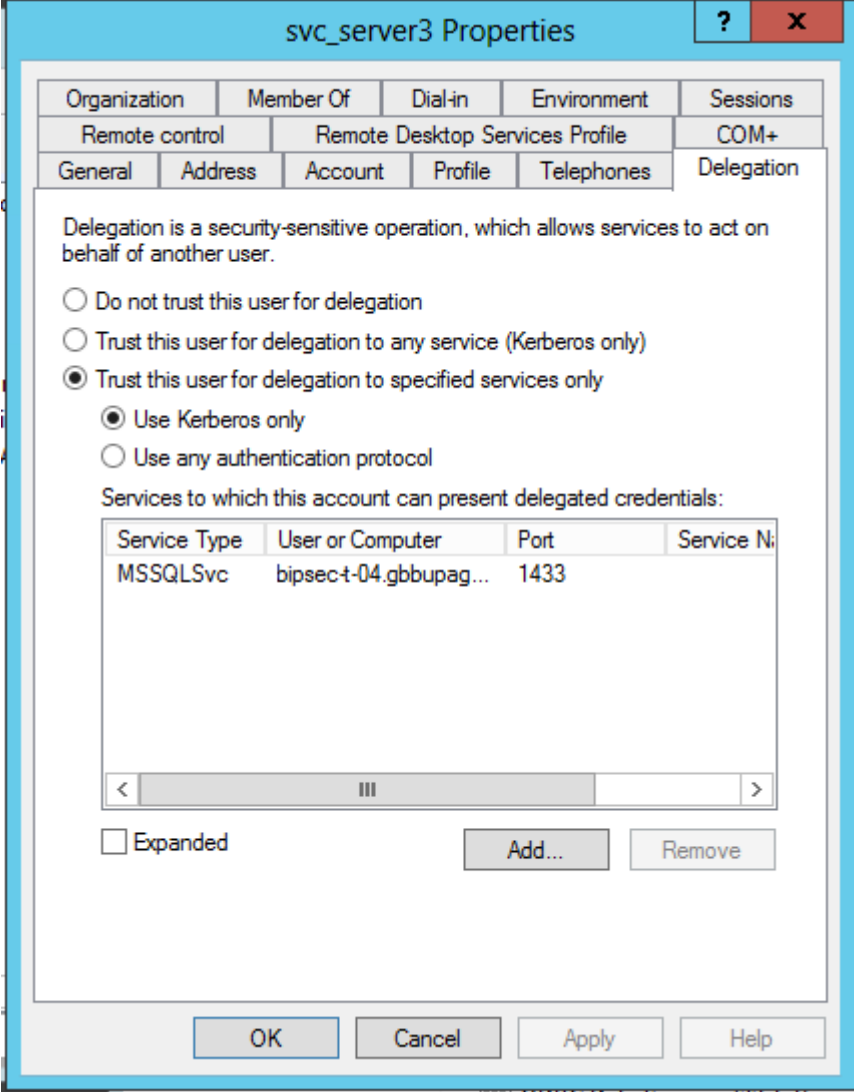 svc_server3 Properties
? x
Organization Member Of Dial-in Environment Sessions
Remote control Remote Desktop Services Profile COM+
General Address Account Profile Telephones Delegation
Delegation is a security-sensitive operation, which allows services to act on
behalf of another user.
Do not trust this user for delegation
Trust this user for delegation to any service (Kerberos only)
Trust this user for delegation to specified services only
Use Kerberos only
Use any authentication protocol
Services to which this account can present delegated credentials:
Service Type User or Computer Port Service Na
MSSQLSvc bipsec-t-04.gbbupag... 1433
Expanded
Add... Remove
OK Cancel Apply Help